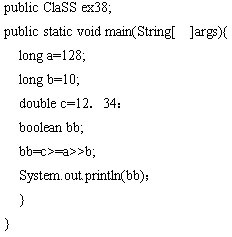 public ClaSS ex38;
public static void main(String[ ]args){
long a=128;
long b=10;
double c=12. 34:
boolean bb;
bb=c>=a>>b;
System.out.println(bb);
}
}